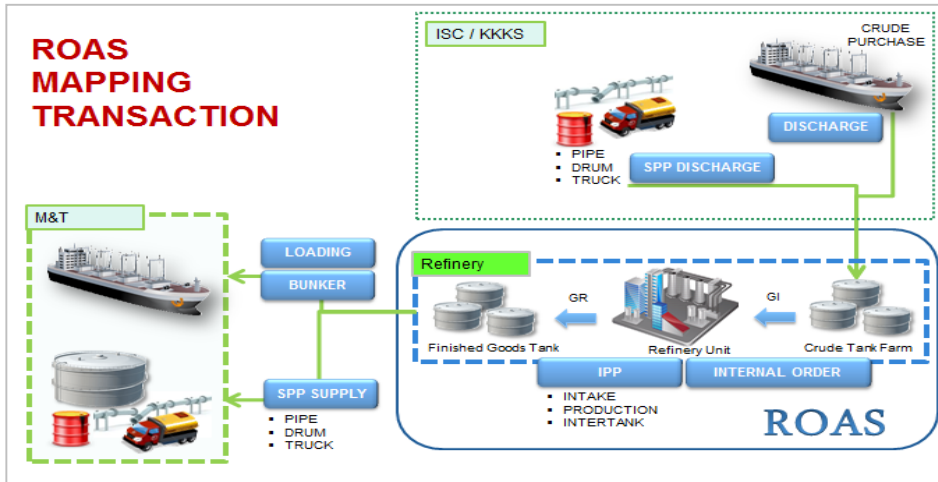 ROAS
MAPPING
TRANSACTION
ISC / KKKS
CRUDE
PURCHASE
DISCHARGE
▪ PIPE
▪ DRUM
▪ TRUCK
SPP DISCHARGE
M&T
LOADING
BUNKER
SPP SUPPLY
▪ PIPE
▪ DRUM
▪ TRUCK
Refinery
GR
GI
Finished Goods Tank
Refinery Unit
Crude Tank Farm
IPP
INTERNAL ORDER
▪ INTAKE
▪ PRODUCTION
▪ INTERTANK
ROAS